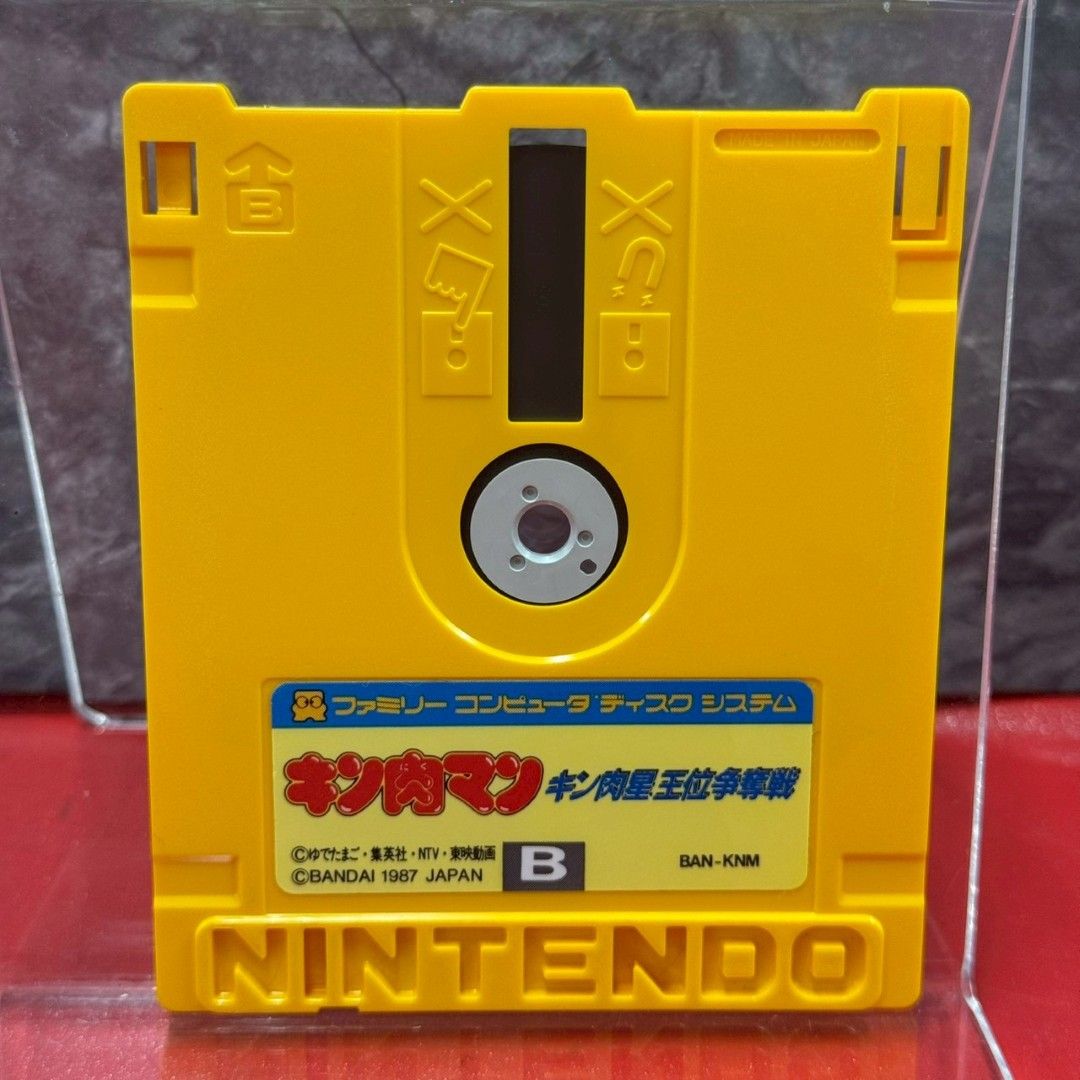 MADE IN JAPAN
B
ファミリー コンピュータ ディスク システム
キン肉マン キン肉星王位争奪戦
©ゆでたまご・集英社・NTV・東映動画
©BANDAI 1987 JAPAN
B
BAN-KNM
NINTENDO